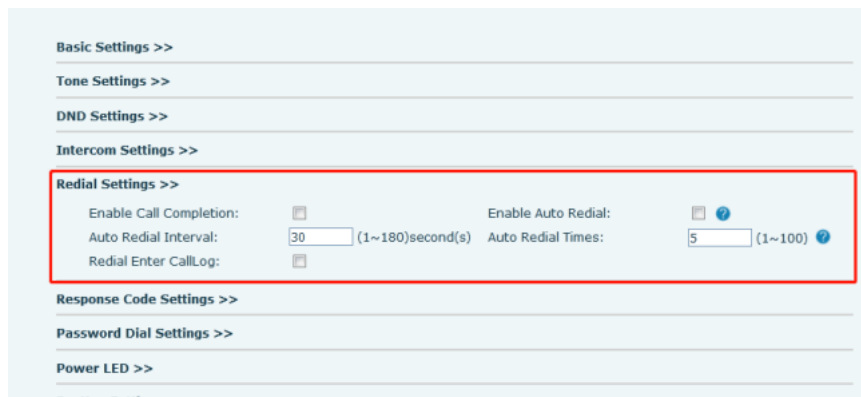 Basic Settings >>
Tone Settings >>
DND Settings >>
Intercom Settings >>
Redial Settings >>
Enable Call Completion: Enable Auto Redial: ?
Auto Redial Interval: 30 (1~180)second(s) Auto Redial Times: 5 (1~100) ?
Redial Enter CallLog:
Response Code Settings >>
Password Dial Settings >>
Power LED >>